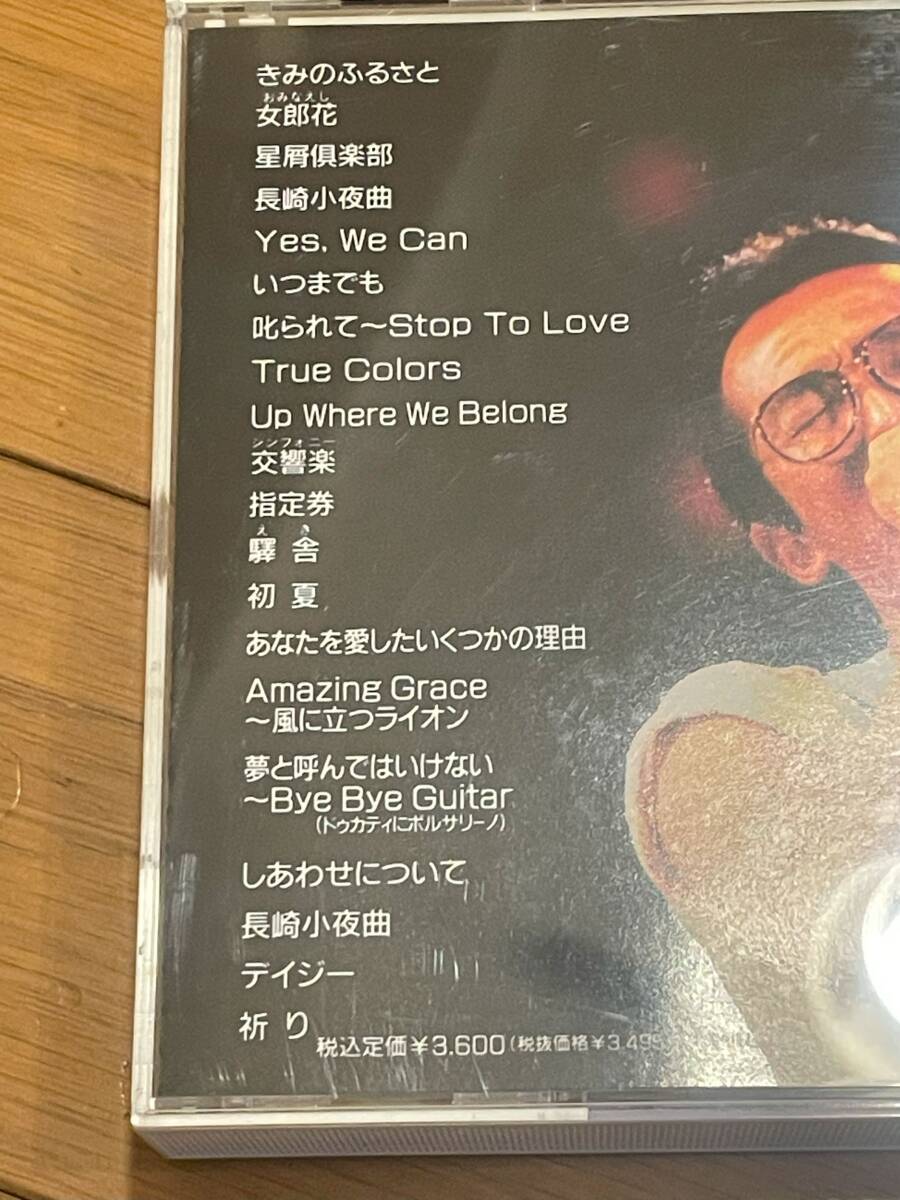 きみのふるさと
おみなえし
女郎花
星屑倶楽部
長崎小夜曲
Yes, We Can
いつまでも
叱られて〜Stop To Love
True Colors
Up Where We Belong
シンフォニー
交響楽
指定券
えき
驛舎
初夏
あなたを愛したいくつかの理由
Amazing Grace
〜風に立つライオン
夢と呼んではいけない
〜Bye Bye Guitar
(ドゥカティにボルサリーノ)
しあわせについて
長崎小夜曲
デイジー
祈り
税込定価¥3.600(税抜価格¥3.495